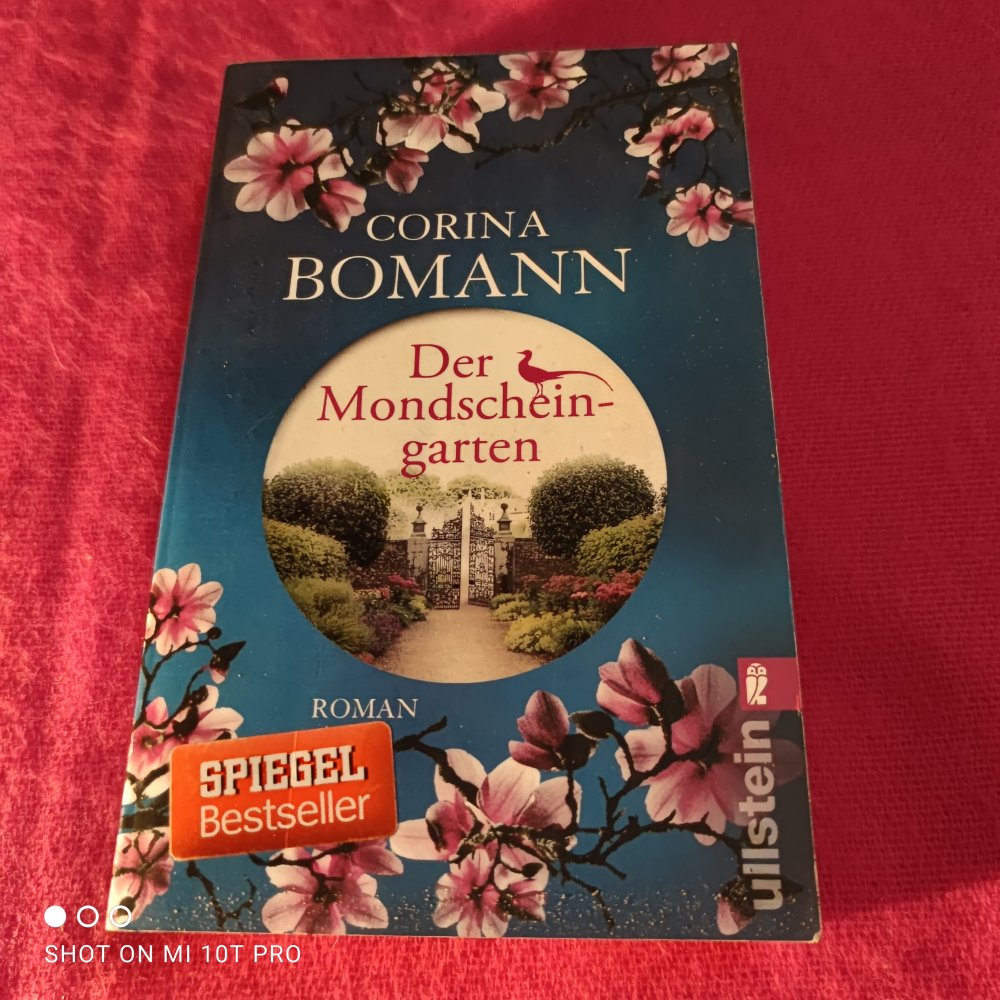 CORINA
BOMANN
Der
Mondschein-
garten
ROMAN
SPIEGEL
Bestseller
ullstein
SHOT ON MI 10T PRO